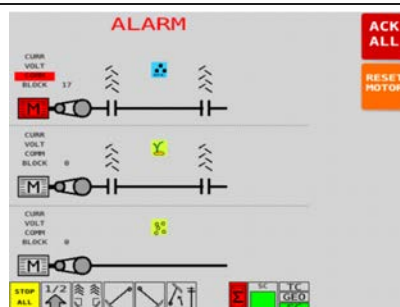 ALARM
ACK
ALL
RESET
MOTOR
CURR
VOLT
COMM
BLOCK 17
M
CURR
VOLT
COMM
BLOCK 0
M
CURR
VOLT
COMM
BLOCK 0
M
STOP
ALL
1/2
Σ
SC
TC
GEO